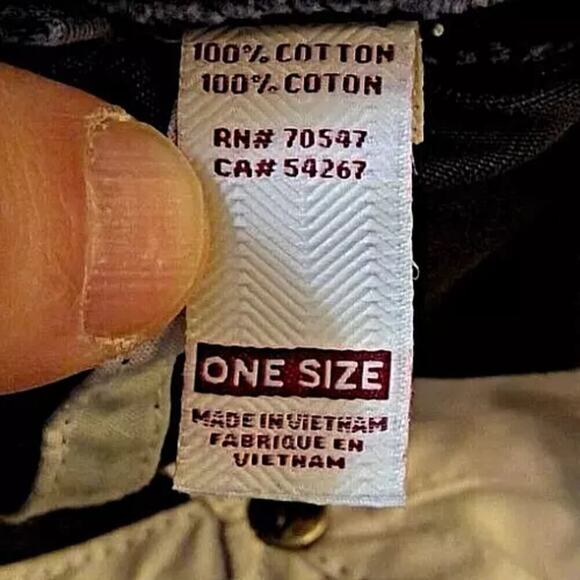 100% COTTON
100% COTON
RN# 70547
CA# 54267
ONE SIZE
MADE IN VIETNAM
FABRIQUE EN
VIETNAM